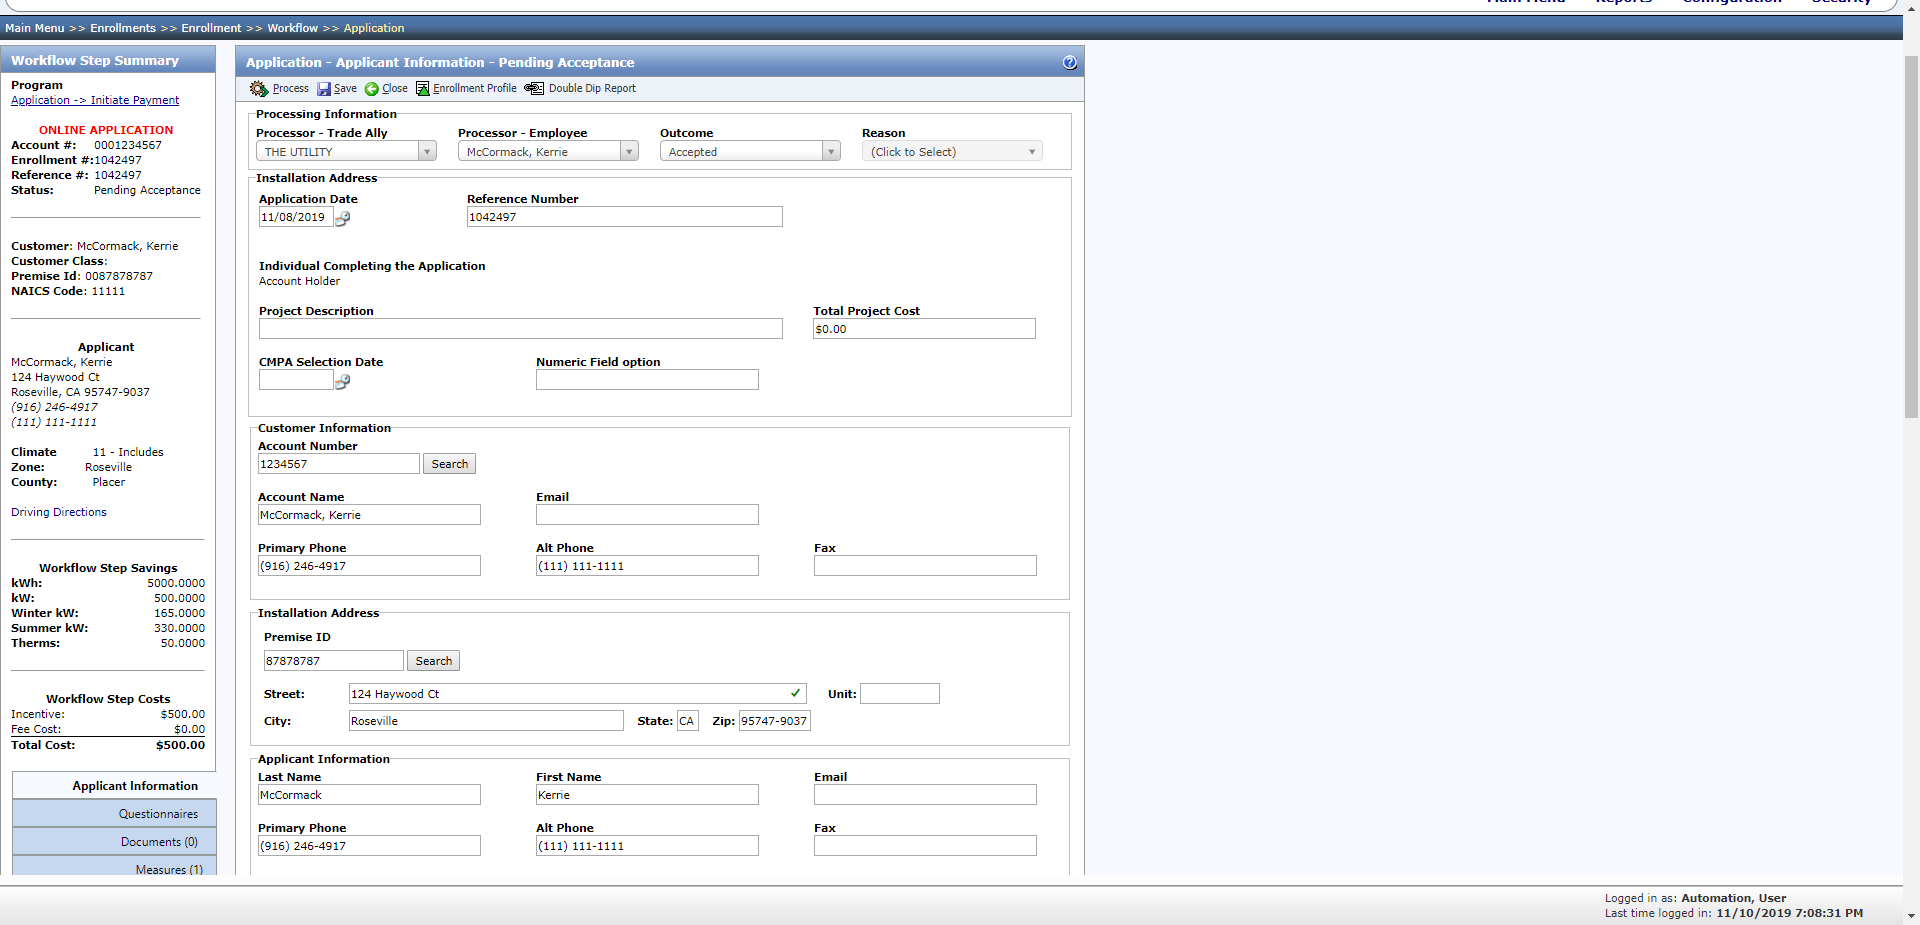 Main Menu Reports Configuration Security
Main Menu >> Enrollments >> Enrollment >> Workflow >> Application
Workflow Step Summary
Program
Application -> Initiate Payment
ONLINE APPLICATION
Account #: 0001234567
Enrollment #:1042497
Reference #: 1042497
Status: Pending Acceptance
Customer: McCormack, Kerrie
Customer Class:
Premise Id: 0087878787
NAICS Code: 11111
Applicant
McCormack, Kerrie
124 Haywood Ct
Roseville, CA 95747-9037
(916) 246-4917
(111) 111-1111
Climate Zone: 11 - Includes Roseville
County: Placer
Driving Directions
Workflow Step Savings
kWh: 5000.0000
kW: 500.0000
Winter kW: 165.0000
Summer kW: 330.0000
Therms: 50.0000
Workflow Step Costs
Incentive: $500.00
Fee Cost: $0.00
Total Cost: $500.00
Applicant Information
Questionnaires
Documents (0)
Measures (1)
Application - Applicant Information - Pending Acceptance
?
Process Save Close Enrollment Profile Double Dip Report
Processing Information
Processor - Trade Ally Processor - Employee Outcome Reason
THE UTILITY McCormack, Kerrie Accepted (Click to Select)
Installation Address
Application Date Reference Number
11/08/2019 1042497
Individual Completing the Application
Account Holder
Project Description Total Project Cost
$0.00
CMPA Selection Date Numeric Field option
Customer Information
Account Number
1234567 Search
Account Name Email
McCormack, Kerrie
Primary Phone Alt Phone Fax
(916) 246-4917 (111) 111-1111
Installation Address
Premise ID
87878787 Search
Street: 124 Haywood Ct Unit:
City: Roseville State: CA Zip: 95747-9037
Applicant Information
Last Name First Name Email
McCormack Kerrie
Primary Phone Alt Phone Fax
(916) 246-4917 (111) 111-1111
Logged in as: Automation, User
Last time logged in: 11/10/2019 7:08:31 PM